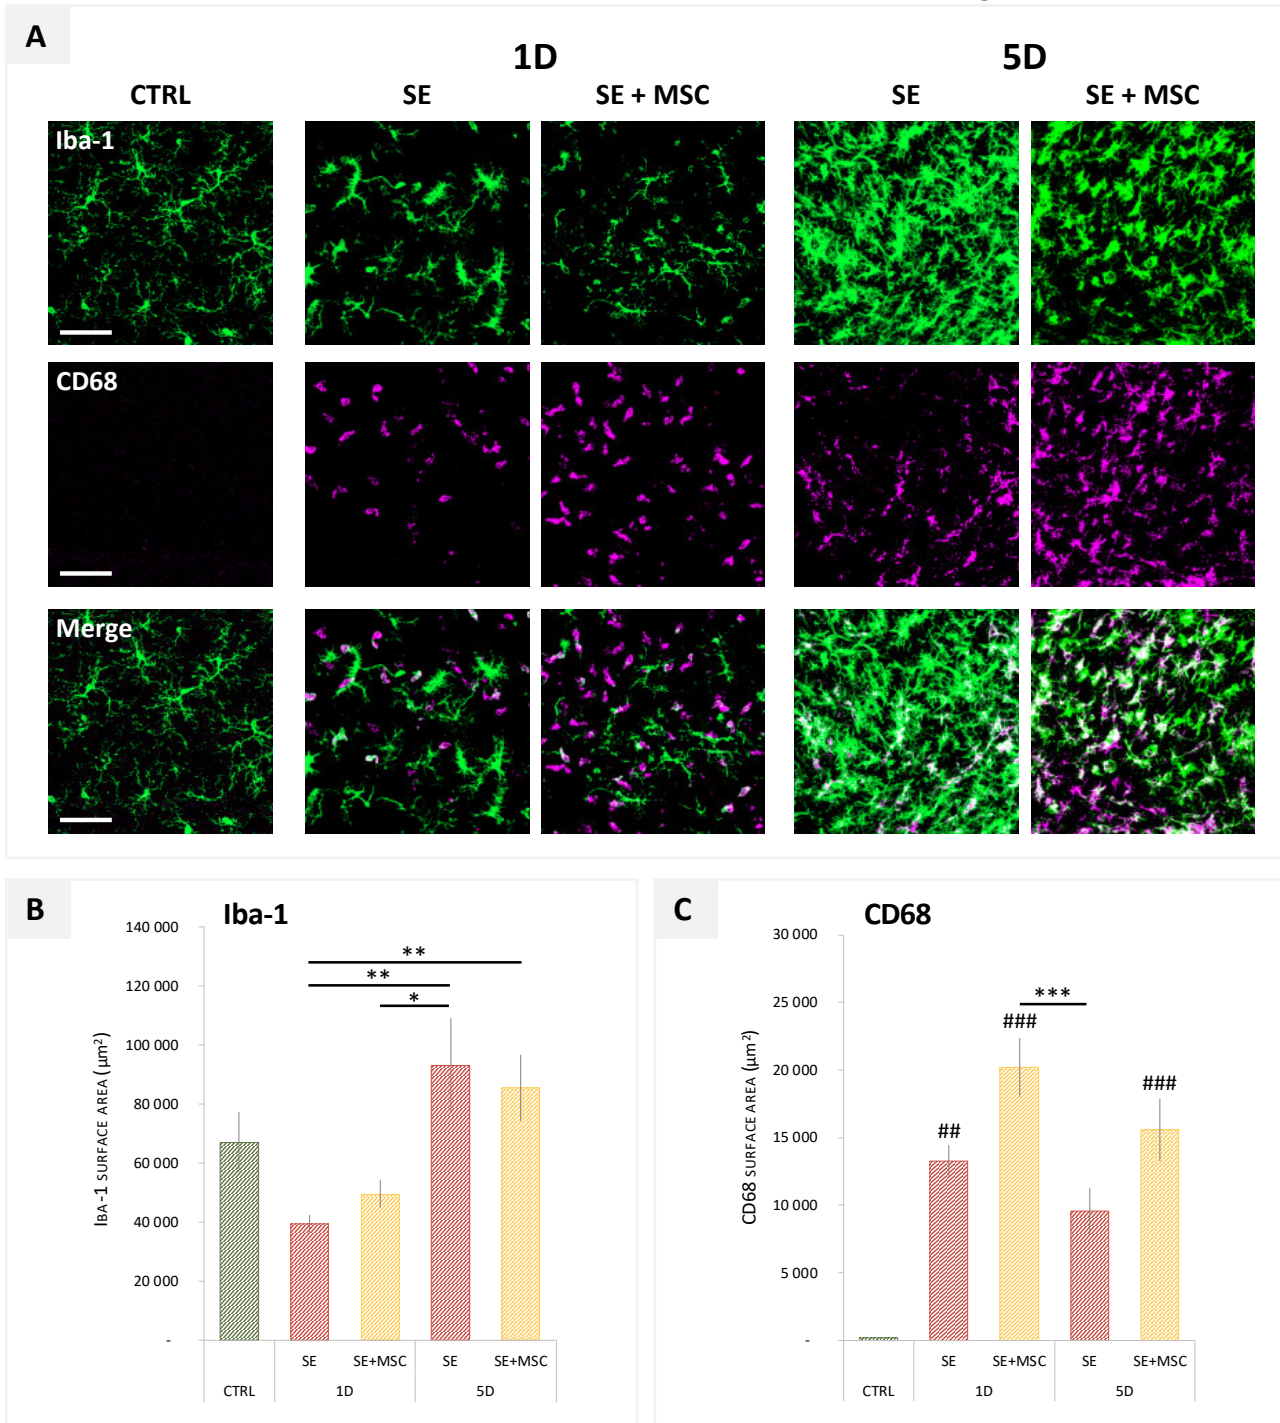 A
1D
5D
CTRL
SE
SE + MSC
SE
SE + MSC
Iba-1
CD68
Merge
B
Iba-1
140 000
120 000
100 000
80 000
60 000
40 000
20 000
-
IBA-1 SURFACE AREA (µm²)
**
**
*
SE
SE+MSC
SE
SE+MSC
CTRL
1D
5D
C
CD68
30 000
25 000
20 000
15 000
10 000
5 000
-
CD68 SURFACE AREA (µm²)
***
###
###
##
SE
SE+MSC
SE
SE+MSC
CTRL
1D
5D